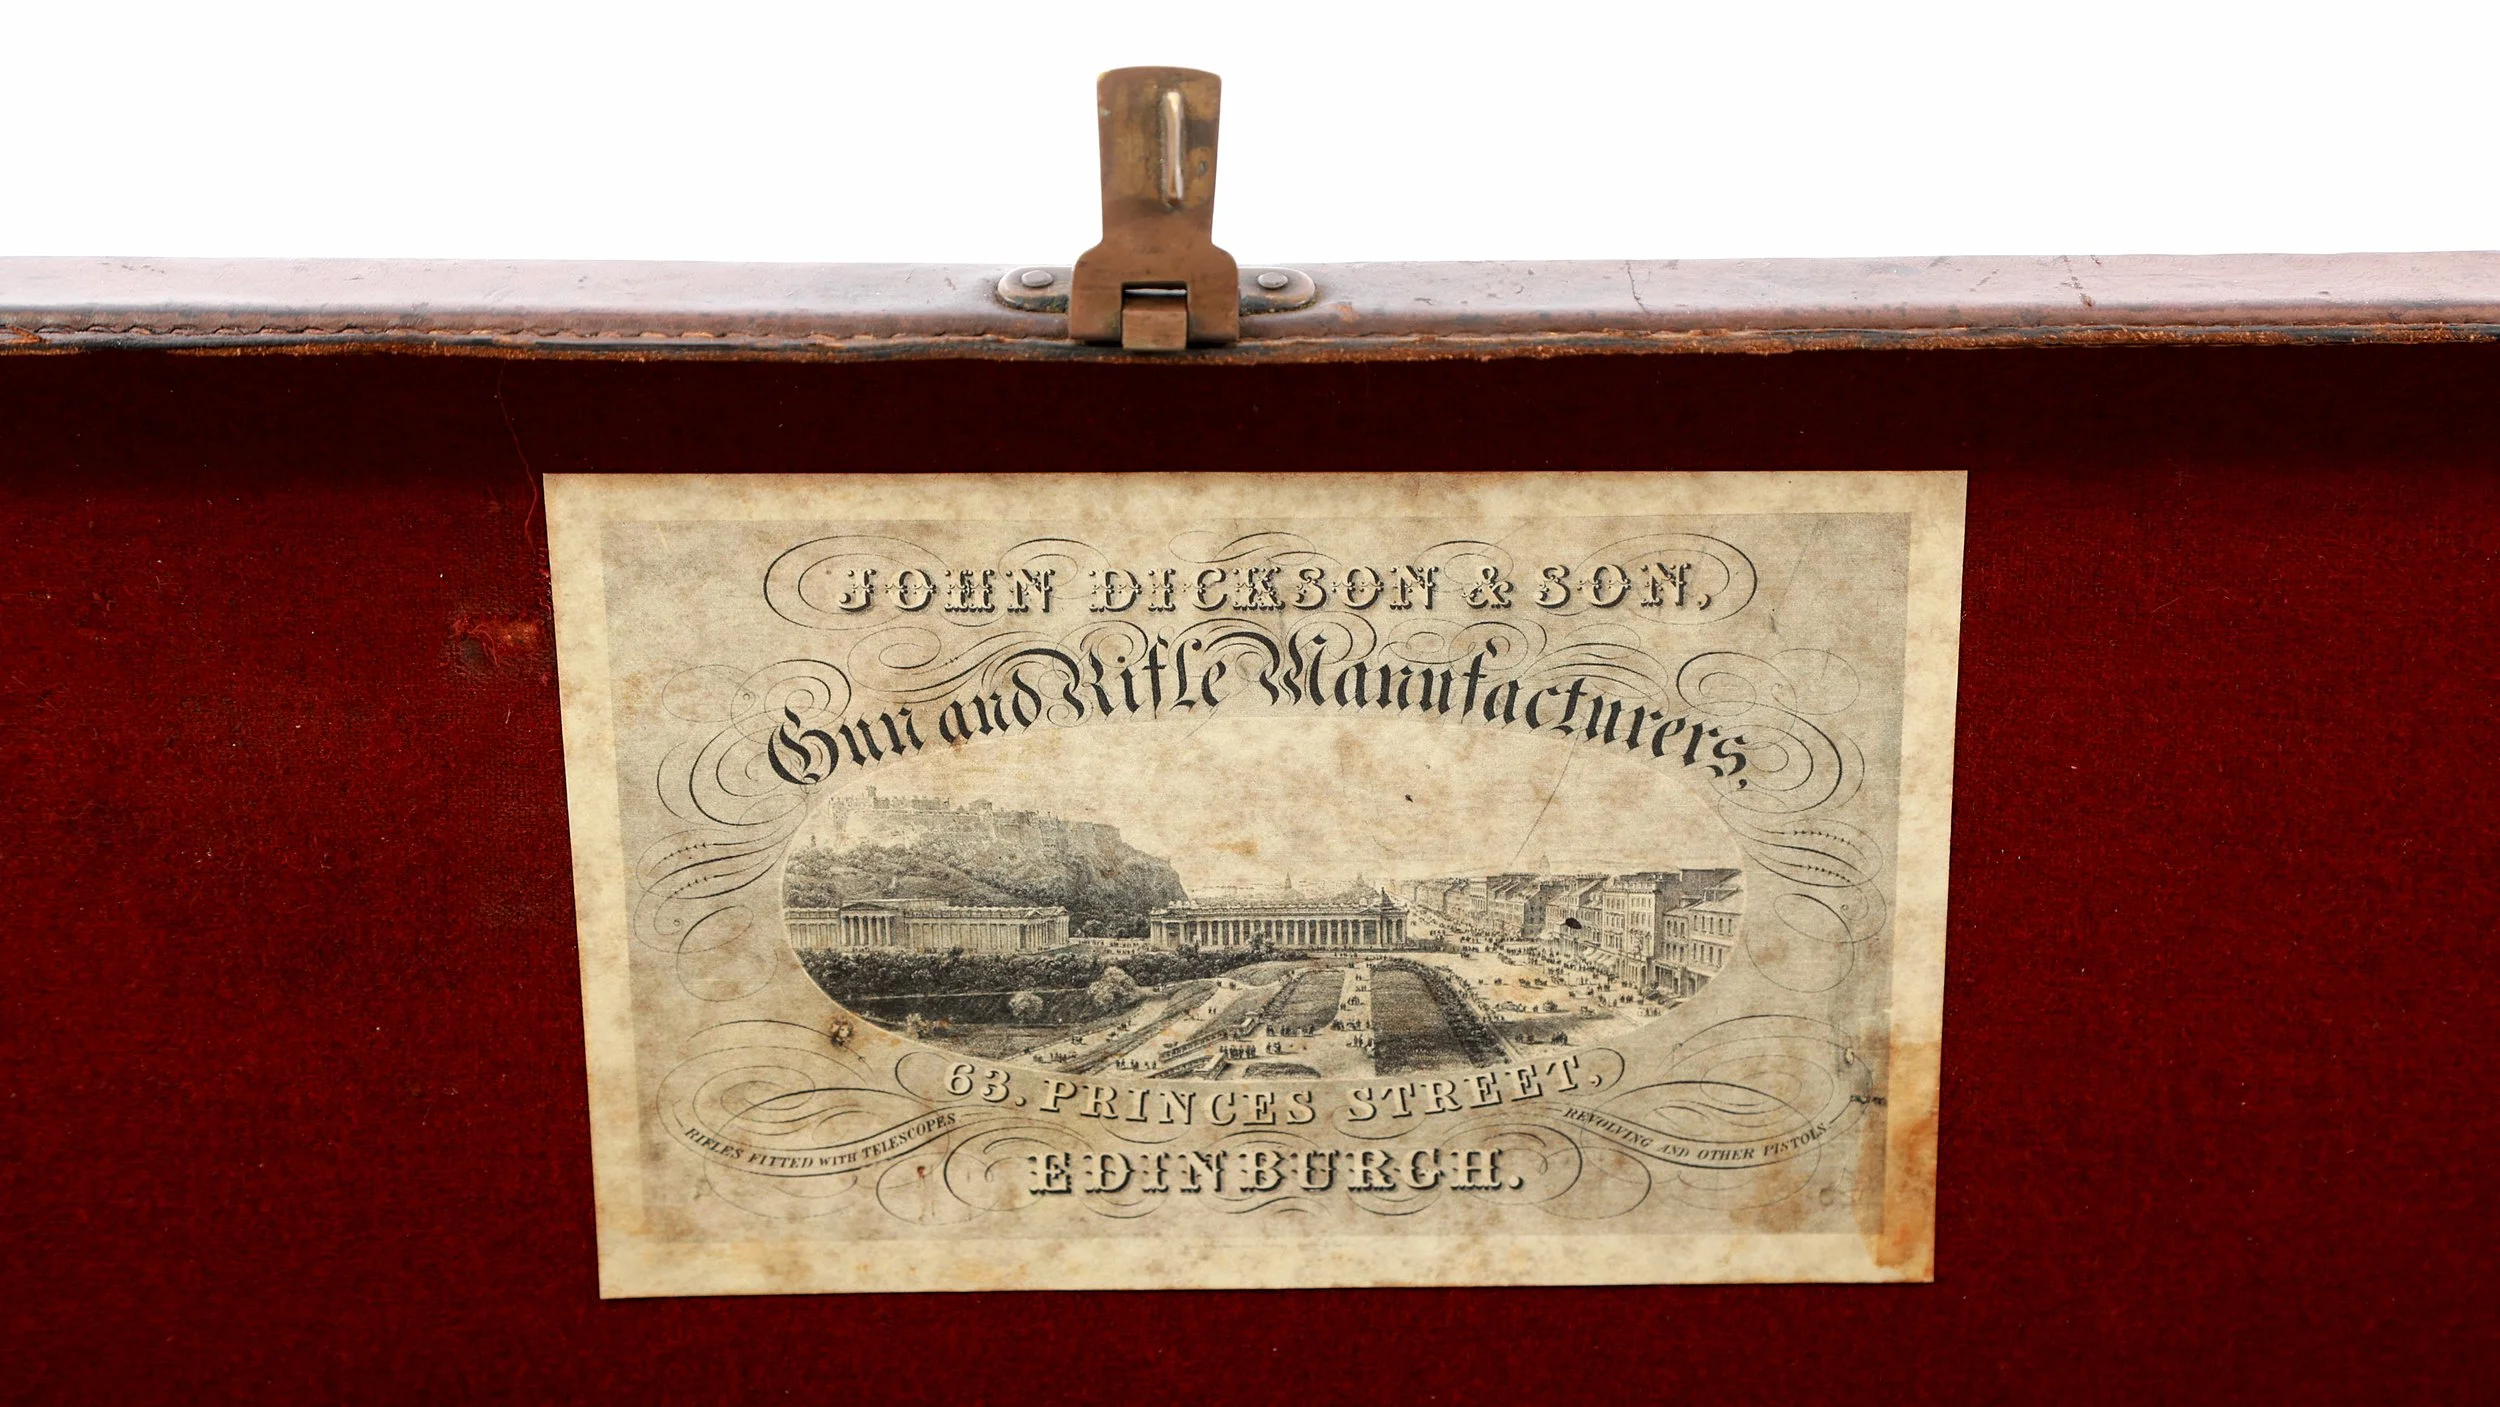 JOHN DICKSON & SON,
Gun and Rifle Manufacturers,
63. PRINCES STREET,
RIFLES FITTED WITH TELESCOPES
REVOLVING AND OTHER PISTOLS.
EDINBURGH.